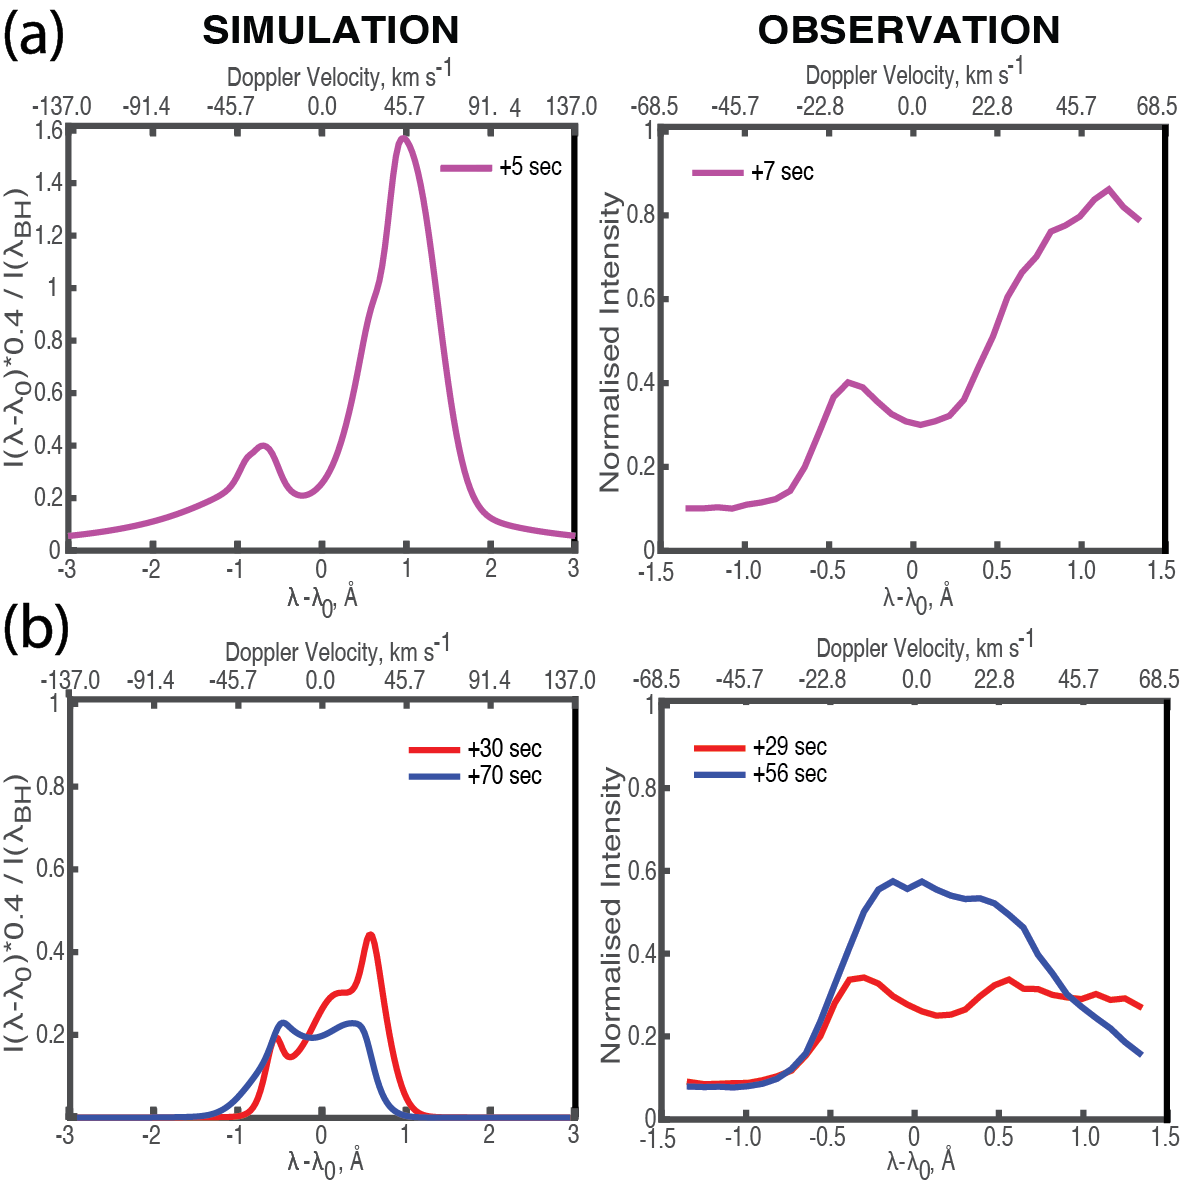 (a)
SIMULATION
OBSERVATION
Doppler Velocity, km s-1
-137.0 -91.4 -45.7 0.0 45.7 91. 4 137.0
1.6
1.4
1.2
1
0.8
0.6
0.4
0.2
0
I(λ-λ0)*0.4 / I(λBH)
+5 sec
-3 -2 -1 0 1 2 3
λ-λ0, Å
Doppler Velocity, km s-1
-68.5 -45.7 -22.8 0.0 22.8 45.7 68.5
1
0.8
0.6
0.4
0.2
0
Normalised Intensity
+7 sec
-1.5 -1.0 -0.5 0 0.5 1.0 1.5
λ-λ0, Å
(b)
Doppler Velocity, km s-1
-137.0 -91.4 -45.7 0.0 45.7 91.4 137.0
1
0.8
0.6
0.4
0.2
I(λ-λ0)*0.4 / I(λBH)
+30 sec
+70 sec
-3 -2 -1 0 1 2 3
λ-λ0, Å
Doppler Velocity, km s-1
-68.5 -45.7 -22.8 0.0 22.8 45.7 68.5
1
0.8
0.6
0.4
0.2
0
Normalised Intensity
+29 sec
+56 sec
-1.5 -1.0 -0.5 0 0.5 1.0 1.5
λ-λ0, Å